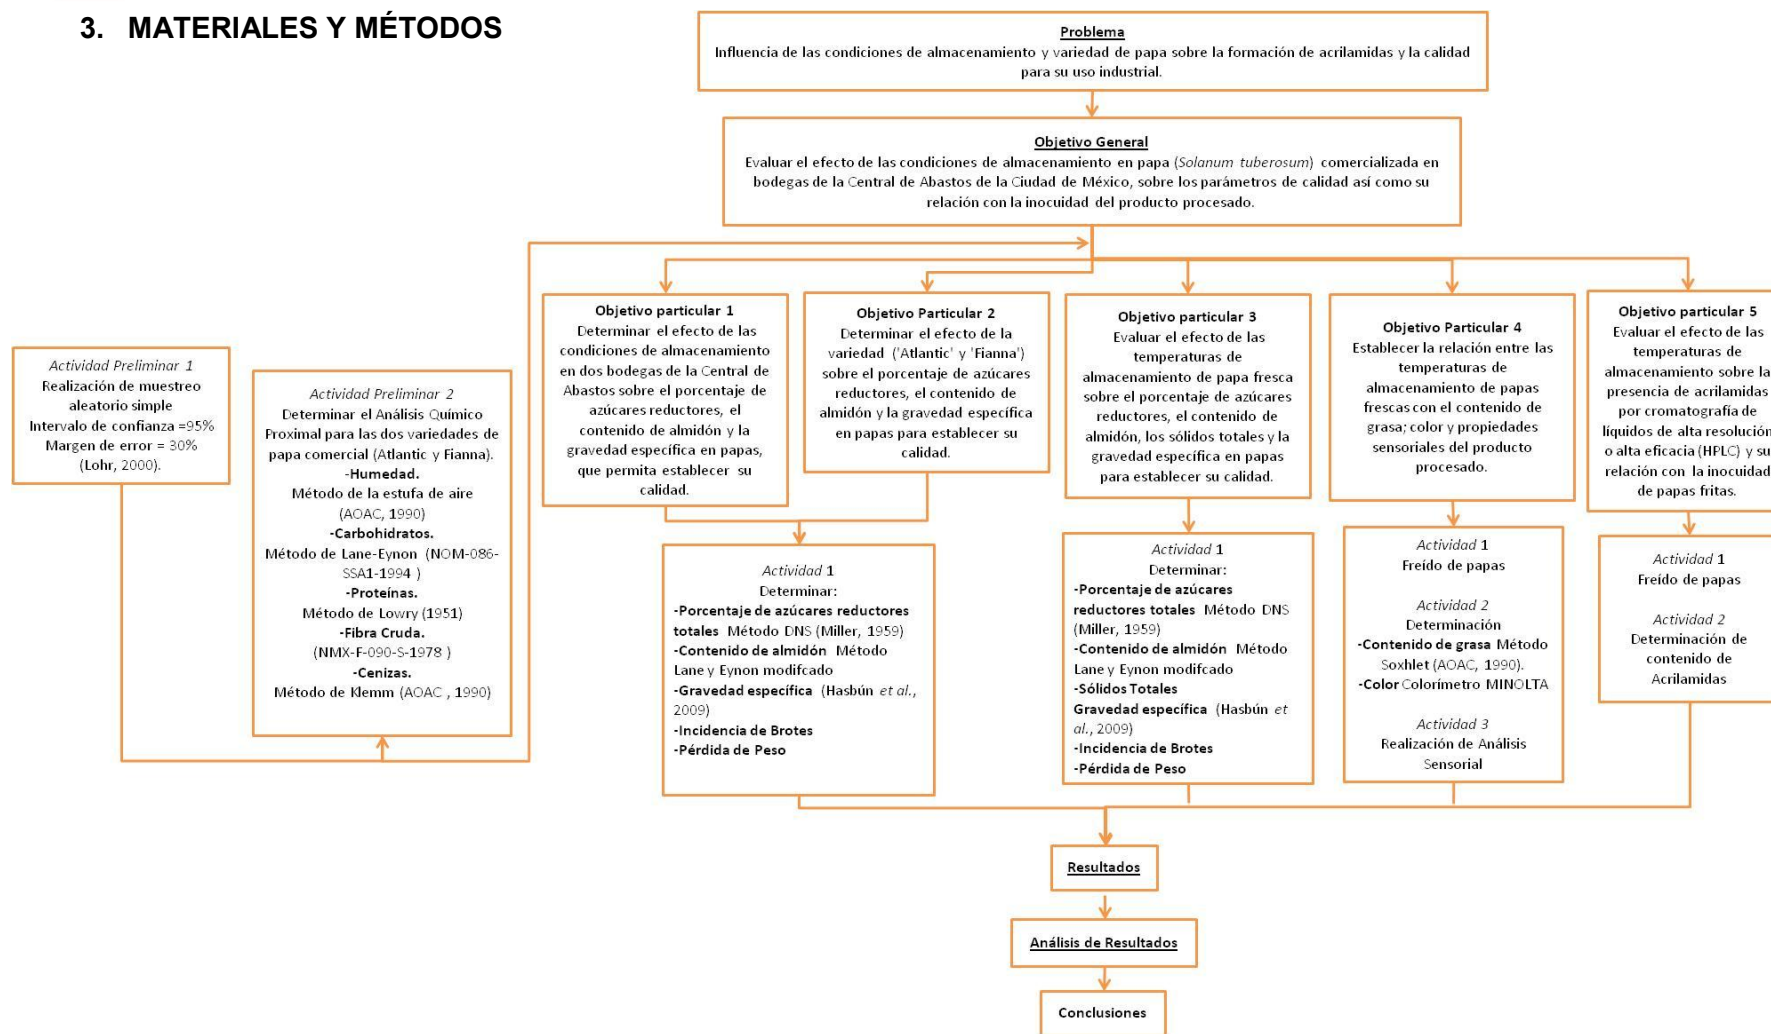 3. MATERIALES Y MÉTODOS
Problema
Influencia de las condiciones de almacenamiento y variedad de papa sobre la formación de acrilamidas y la calidad
para su uso industrial.
Objetivo General
Evaluar el efecto de las condiciones de almacenamiento en papa (Solanum tuberosum) comercializada en
bodegas de la Central de Abastos de la Ciudad de México, sobre los parámetros de calidad así como su
relación con la inocuidad del producto procesado.
Actividad Preliminar 1
Realización de muestreo
aleatorio simple
Intervalo de confianza =95%
Margen de error = 30%
(Lohr, 2000).
Actividad Preliminar 2
Determinar el Análisis Químico
Proximal para las dos variedades de
papa comercial (Atlantic y Fianna).
-Humedad.
Método de la estufa de aire
(AOAC, 1990)
-Carbohidratos.
Método de Lane-Eynon (NOM-086-
SSA1-1994 )
-Proteínas.
Método de Lowry (1951)
-Fibra Cruda.
(NMX-F-090-S-1978 )
-Cenizas.
Método de Klemm (AOAC , 1990)
Objetivo particular 1
Determinar el efecto de las
condiciones de almacenamiento
en dos bodegas de la Central de
Abastos sobre el porcentaje de
azúcares reductores, el
contenido de almidón y la
gravedad específica en papas,
que permita establecer su
calidad.
Objetivo Particular 2
Determinar el efecto de la
variedad ('Atlantic' y 'Fianna')
sobre el porcentaje de azúcares
reductores, el contenido de
almidón y la gravedad específica
en papas para establecer su
calidad.
Objetivo particular 3
Evaluar el efecto de las
temperaturas de
almacenamiento de papa fresca
sobre el porcentaje de azúcares
reductores, el contenido de
almidón, los sólidos totales y la
gravedad específica en papas
para establecer su calidad.
Objetivo Particular 4
Establecer la relación entre las
temperaturas de
almacenamiento de papas
frescas con el contenido de
grasa; color y propiedades
sensoriales del producto
procesado.
Objetivo particular 5
Evaluar el efecto de las
temperaturas de
almacenamiento sobre la
presencia de acrilamidas
por cromatografía de
líquidos de alta resolución
o alta eficacia (HPLC) y su
relación con la inocuidad
de papas fritas.
Actividad 1
Determinar:
-Porcentaje de azúcares reductores
totales Método DNS (Miller, 1959)
-Contenido de almidón Método
Lane y Eynon modifcado
-Gravedad específica (Hasbún et al.,
2009)
-Incidencia de Brotes
-Pérdida de Peso
Actividad 1
Determinar:
-Porcentaje de azúcares
reductores totales Método DNS
(Miller, 1959)
-Contenido de almidón Método
Lane y Eynon modifcado
-Sólidos Totales
Gravedad específica (Hasbún et
al., 2009)
-Incidencia de Brotes
-Pérdida de Peso
Actividad 1
Freído de papas
Actividad 2
Determinación
-Contenido de grasa Método
Soxhlet (AOAC, 1990).
-Color Colorímetro MINOLTA
Actividad 3
Realización de Análisis
Sensorial
Actividad 1
Freído de papas
Actividad 2
Determinación de
contenido de
Acrilamidas
Resultados
Análisis de Resultados
Conclusiones